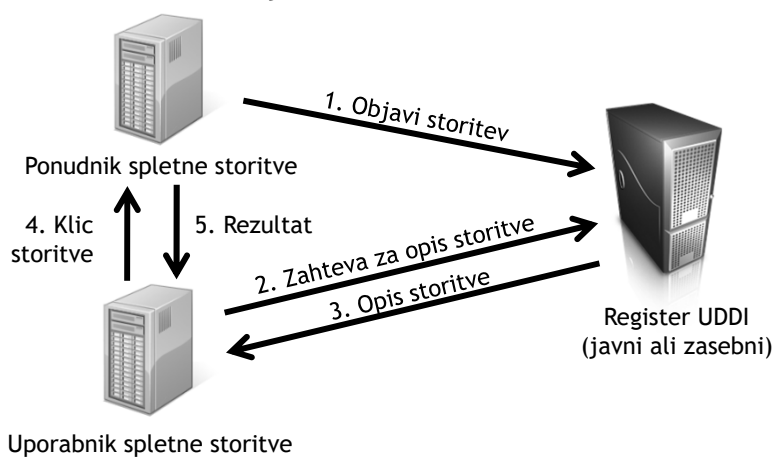 1. Objavi storitev
Ponudnik spletne storitve
4. Klic
storitve
5. Rezultat
2. Zahteva za opis storitve
3. Opis storitve
Register UDDI
(javni ali zasebni)
Uporabnik spletne storitve